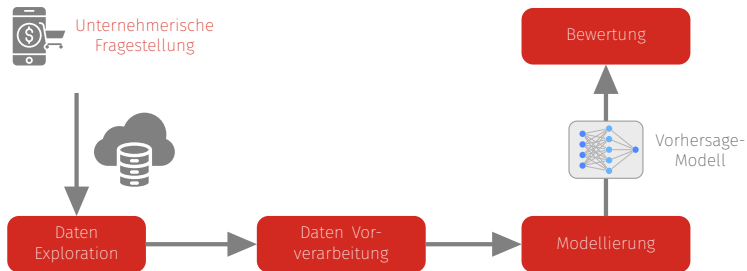 Unternehmerische
Fragestellung
Bewertung
Vorhersage-
Modell
Daten
Exploration
Daten Vor-
verarbeitung
Modellierung